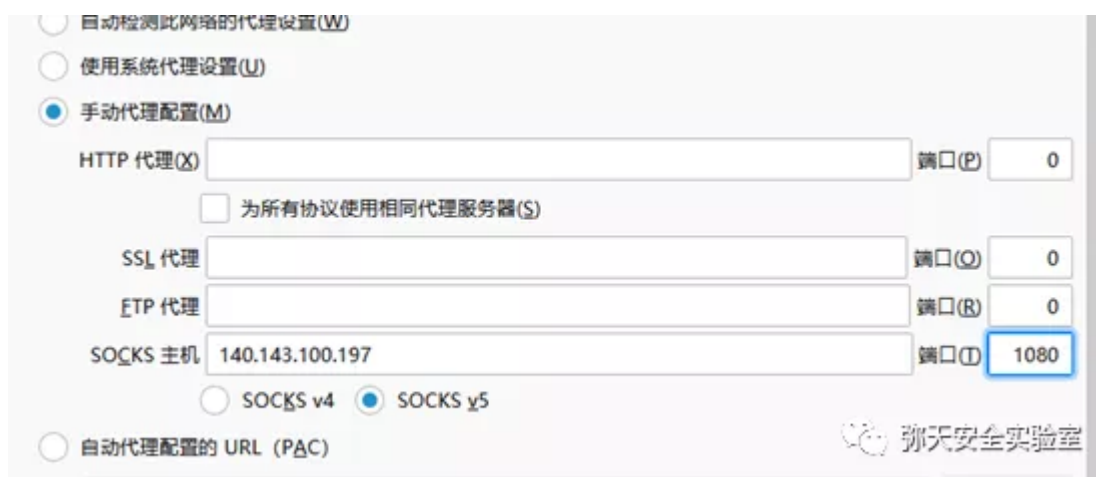 自动检测此网络的代理设置(W)
使用系统代理设置(U)
手动代理配置(M)
HTTP 代理(X) 端口(P) 0
为所有协议使用相同代理服务器(S)
SSL 代理 端口(O) 0
FTP 代理 端口(R) 0
SOCKS 主机 140.143.100.197 端口(T) 1080
SOCKS v4 SOCKS v5
自动代理配置的 URL（PAC）
弥天安全实验室